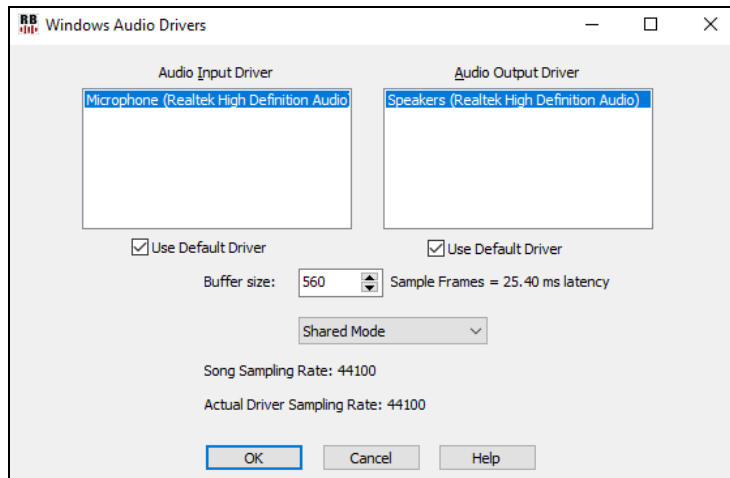 RB Windows Audio Drivers
Audio Input Driver
Audio Output Driver
Microphone (Realtek High Definition Audio)
Speakers (Realtek High Definition Audio)
Use Default Driver
Use Default Driver
Buffer size: 560 Sample Frames = 25.40 ms latency
Shared Mode
Song Sampling Rate: 44100
Actual Driver Sampling Rate: 44100
OK Cancel Help